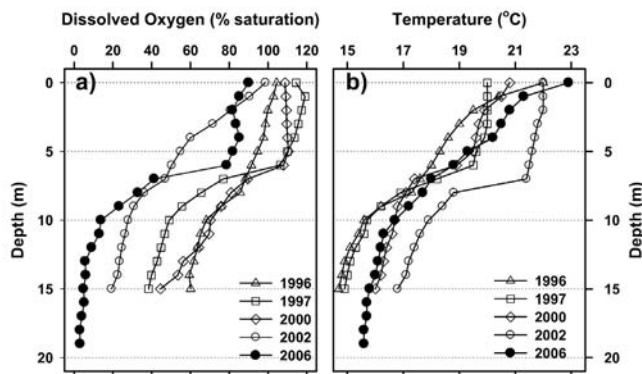 Dissolved Oxygen (% saturation)
0 20 40 60 80 100 120
Temperature (°C)
15 17 19 21 23
a)
b)
Depth (m)
0
5
10
15
20
1996
1997
2000
2002
2006
1996
1997
2000
2002
2006
0
5
10
15
20
Depth (m)